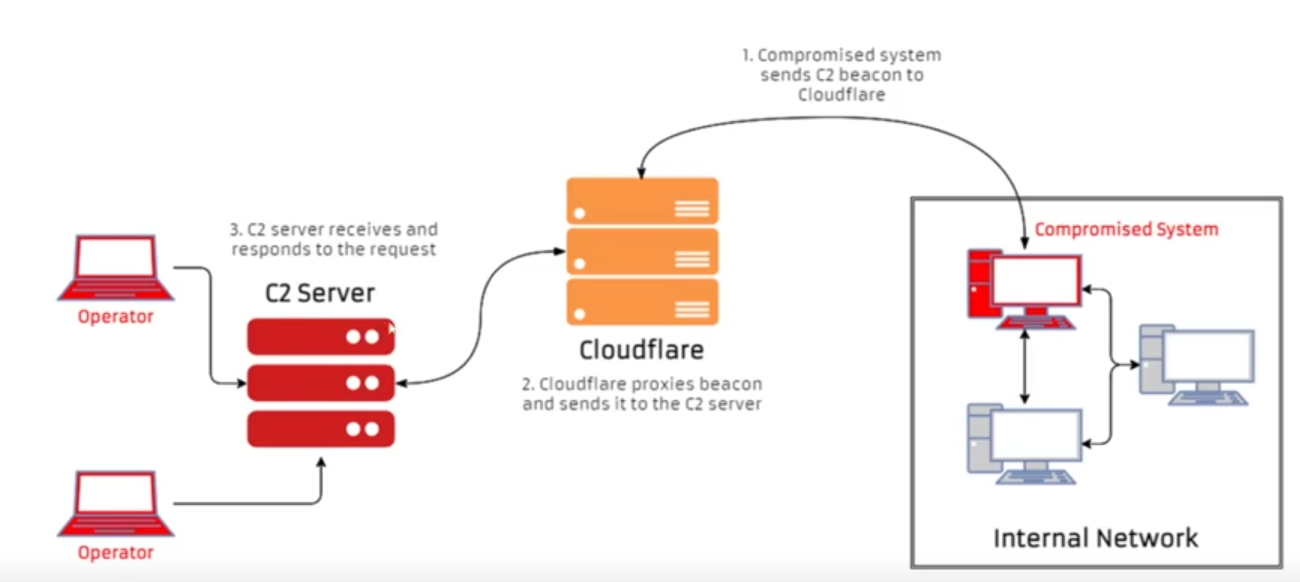 1. Compromised system
sends C2 beacon to
Cloudflare
3. C2 server receives and
responds to the request
C2 Server
Operator
Operator
Cloudflare
2. Cloudflare proxies beacon
and sends it to the C2 server
Compromised System
Internal Network